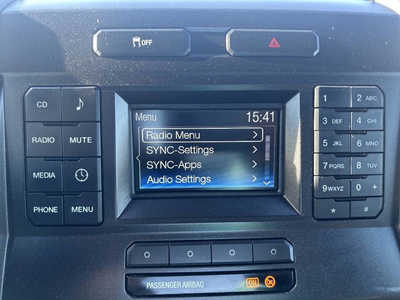 OFF
CD
RADIO MUTE
MEDIA
PHONE MENU
Menu 15:41
Radio Menu
SYNC-Settings
SYNC-Apps
Audio Settings
1 2 ABC
3 DEF 4 GHI
5 JKL 6 MNO
7 PQRS 8 TUV
9 WXYZ 0 +
* #
PASSENGER AIRBAG